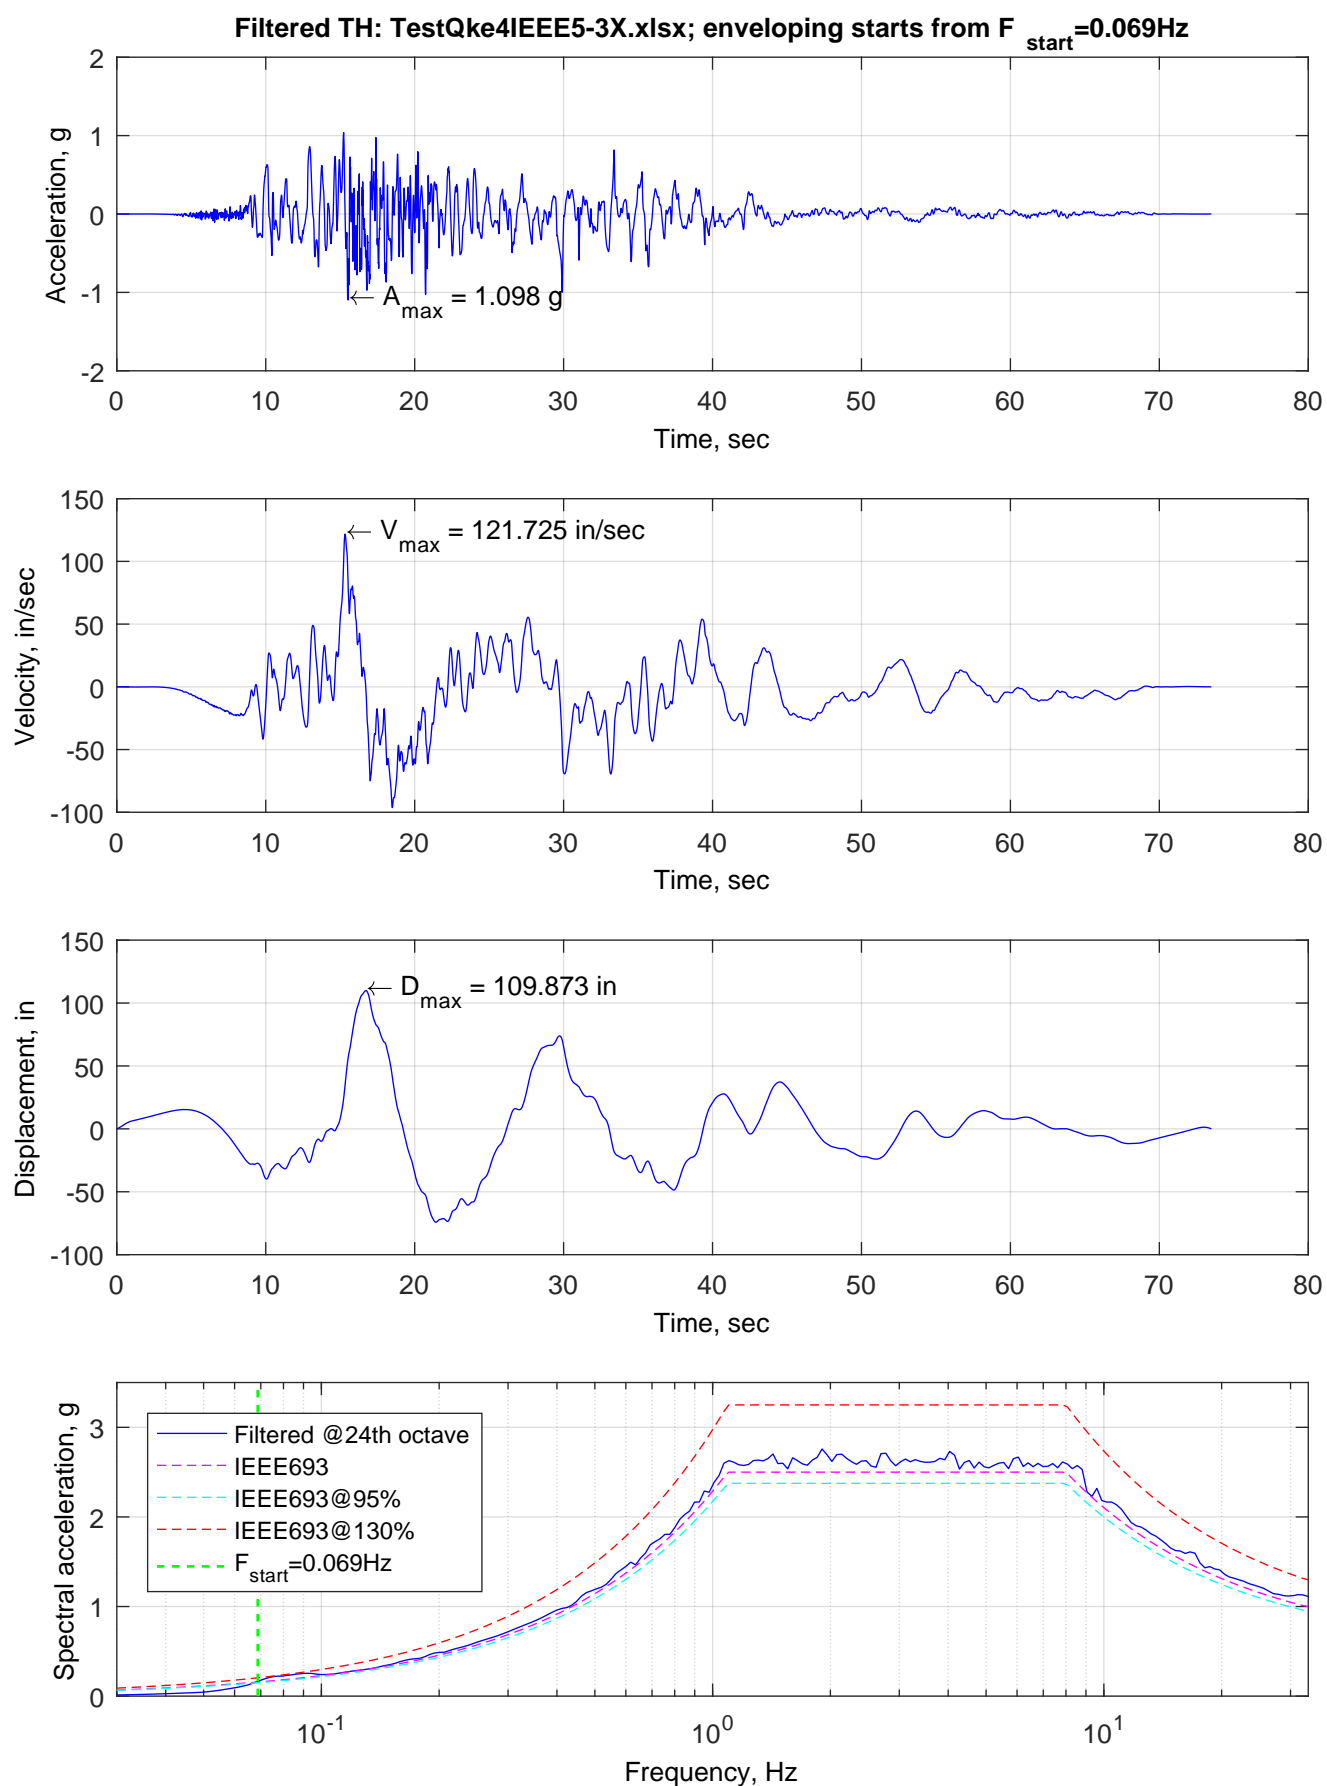 Filtered TH: TestQke4IEEE5-3X.xlsx; enveloping starts from F start=0.069Hz
2
1
0
-1
-2
Acceleration, g
← Amax = 1.098 g
0 10 20 30 40 50 60 70 80
Time, sec
150
100
50
0
-50
-100
Velocity, in/sec
← Vmax = 121.725 in/sec
0 10 20 30 40 50 60 70 80
Time, sec
150
100
50
0
-50
-100
Displacement, in
← Dmax = 109.873 in
0 10 20 30 40 50 60 70 80
Time, sec
3
2
1
0
Spectral acceleration, g
Filtered @24th octave
IEEE693
IEEE693@95%
IEEE693@130%
Fstart=0.069Hz
10-1 100 101
Frequency, Hz